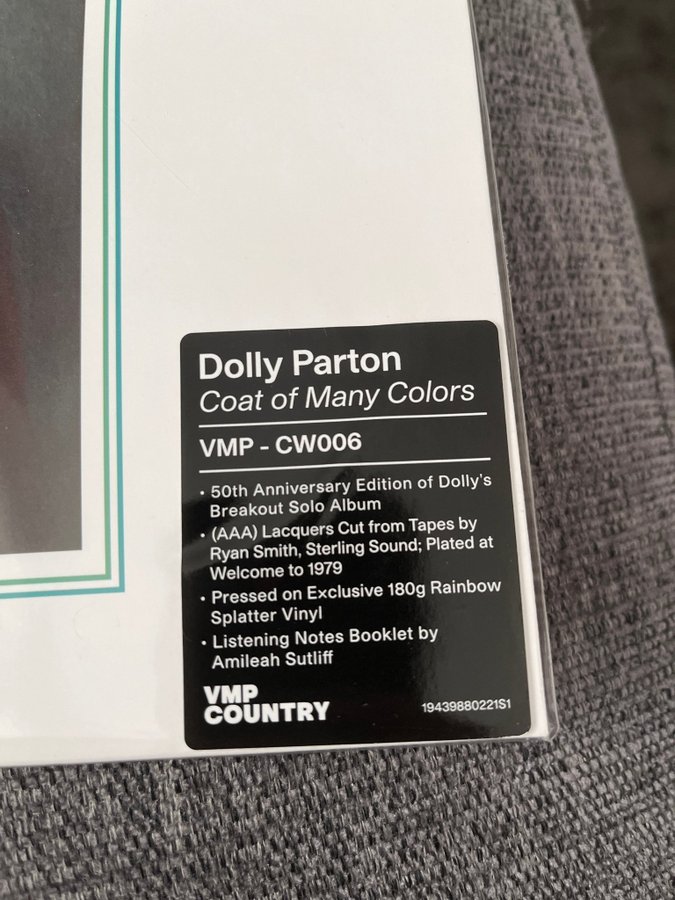 Dolly Parton
Coat of Many Colors
VMP - CW006
• 50th Anniversary Edition of Dolly's
Breakout Solo Album
• (AAA) Lacquers Cut from Tapes by
Ryan Smith, Sterling Sound; Plated at
Welcome to 1979
• Pressed on Exclusive 180g Rainbow
Splatter Vinyl
• Listening Notes Booklet by
Amileah Sutliff
VMP
COUNTRY
19439880221S1